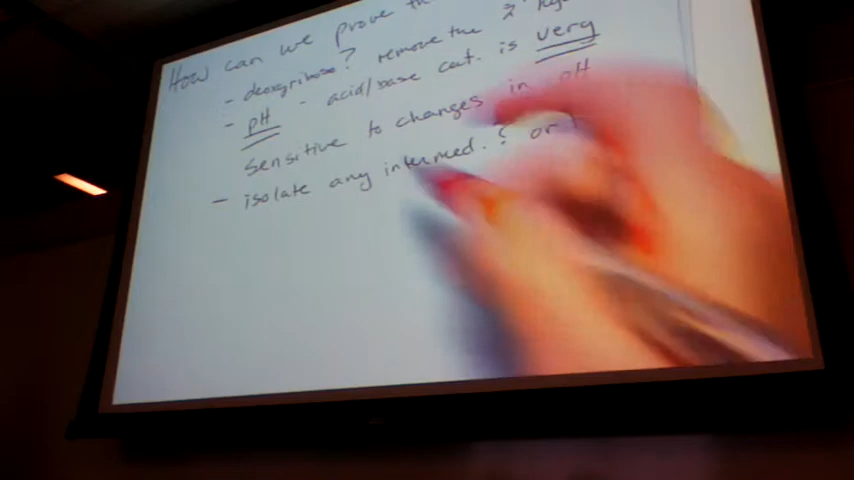 How can we prove
- deoxyribose? remove the 2'
- pH - acid/base cat. is very
sensitive to changes in pH
- isolate any intermed.? or